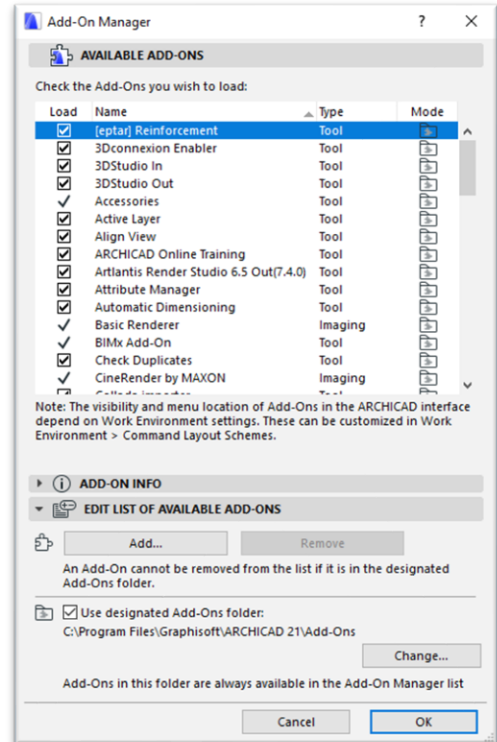 Add-On Manager ? ×
AVAILABLE ADD-ONS
Check the Add-Ons you wish to load:
Load Name Type Mode
[eptar] Reinforcement Tool
3Dconnexion Enabler Tool
3DStudio In Tool
3DStudio Out Tool
Accessories Tool
Active Layer Tool
Align View Tool
ARCHICAD Online Training Tool
Artlantis Render Studio 6.5 Out(7.4.0) Tool
Attribute Manager Tool
Automatic Dimensioning Tool
Basic Renderer Imaging
BIMx Add-On Tool
Check Duplicates Tool
CineRender by MAXON Imaging
Note: The visibility and menu location of Add-Ons in the ARCHICAD interface
depend on Work Environment settings. These can be customized in Work
Environment > Command Layout Schemes.
ADD-ON INFO
EDIT LIST OF AVAILABLE ADD-ONS
Add... Remove
An Add-On cannot be removed from the list if it is in the designated
Add-Ons folder.
Use designated Add-Ons folder:
C:\Program Files\Graphisoft\ARCHICAD 21\Add-Ons
Change...
Add-Ons in this folder are always available in the Add-On Manager list
Cancel OK